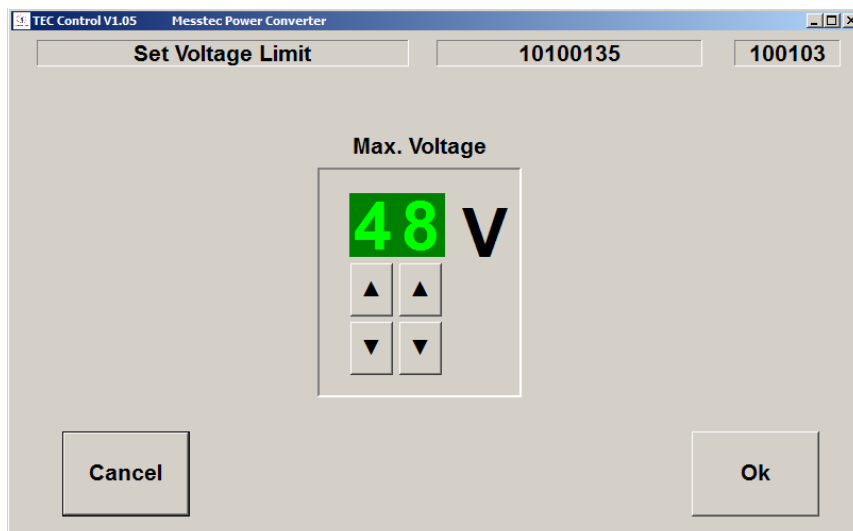 TEC Control V1.05 Messtec Power Converter
Set Voltage Limit 10100135 100103
Max. Voltage
48 V
▲ ▲
▼ ▼
Cancel Ok